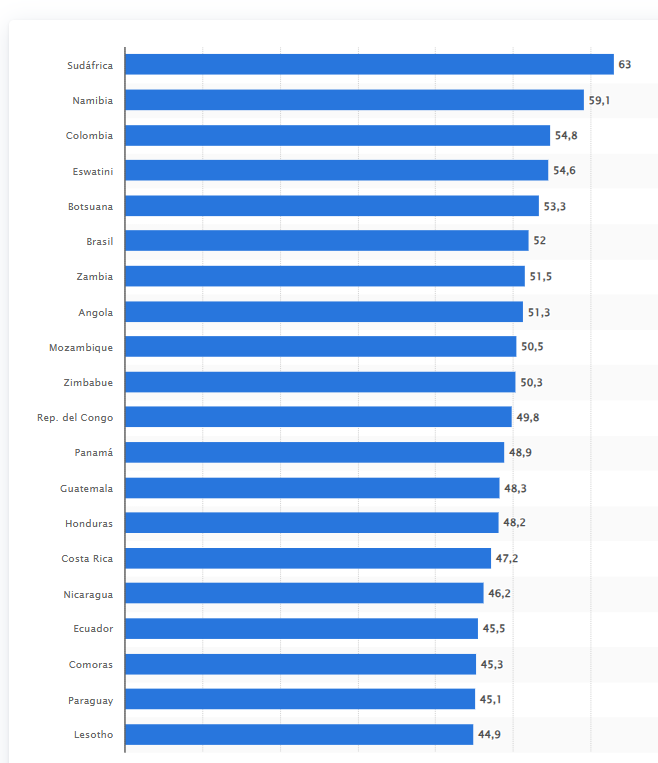 Sudáfrica 63
Namibia 59,1
Colombia 54,8
Eswatini 54,6
Botsuana 53,3
Brasil 52
Zambia 51,5
Angola 51,3
Mozambique 50,5
Zimbabue 50,3
Rep. del Congo 49,8
Panamá 48,9
Guatemala 48,3
Honduras 48,2
Costa Rica 47,2
Nicaragua 46,2
Ecuador 45,5
Comoras 45,3
Paraguay 45,1
Lesotho 44,9